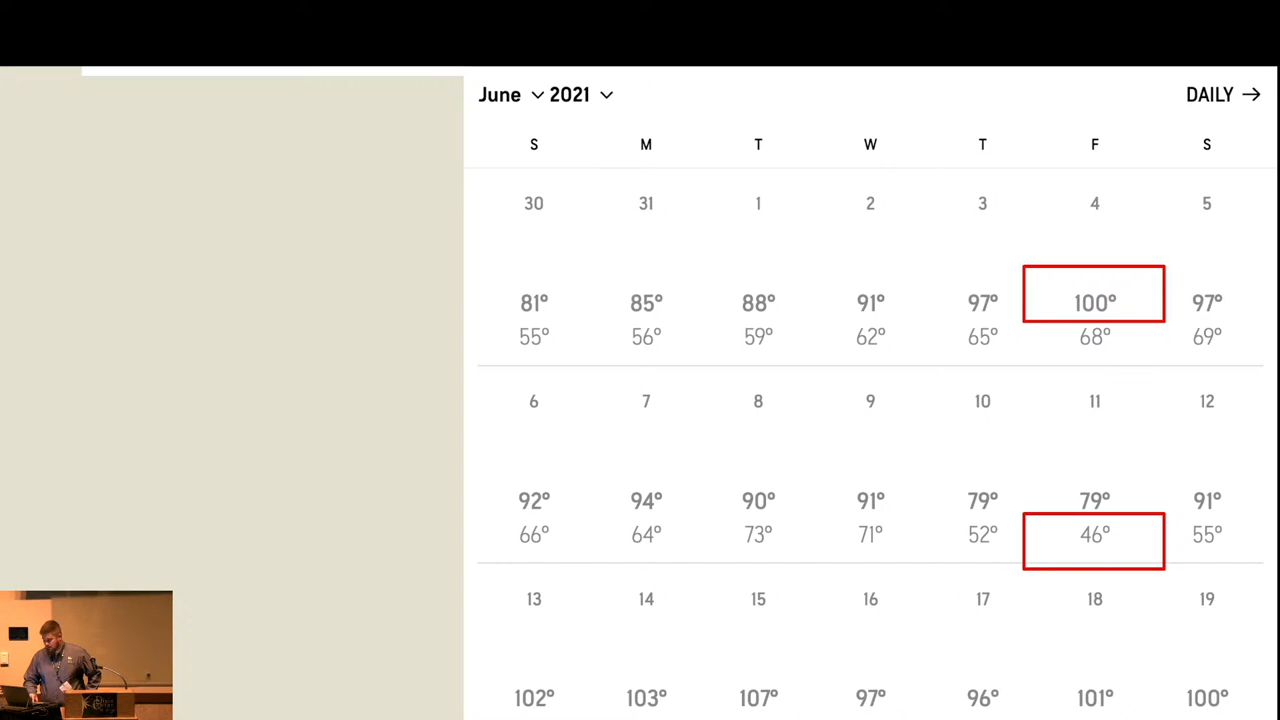 June 2021 DAILY →
S M T W T F S
30 31 1 2 3 4 5
81° 85° 88° 91° 97° 100° 97°
55° 56° 59° 62° 65° 68° 69°
6 7 8 9 10 11 12
92° 94° 90° 91° 79° 79° 91°
66° 64° 73° 71° 52° 46° 55°
13 14 15 16 17 18 19
102° 103° 107° 97° 96° 101° 100°